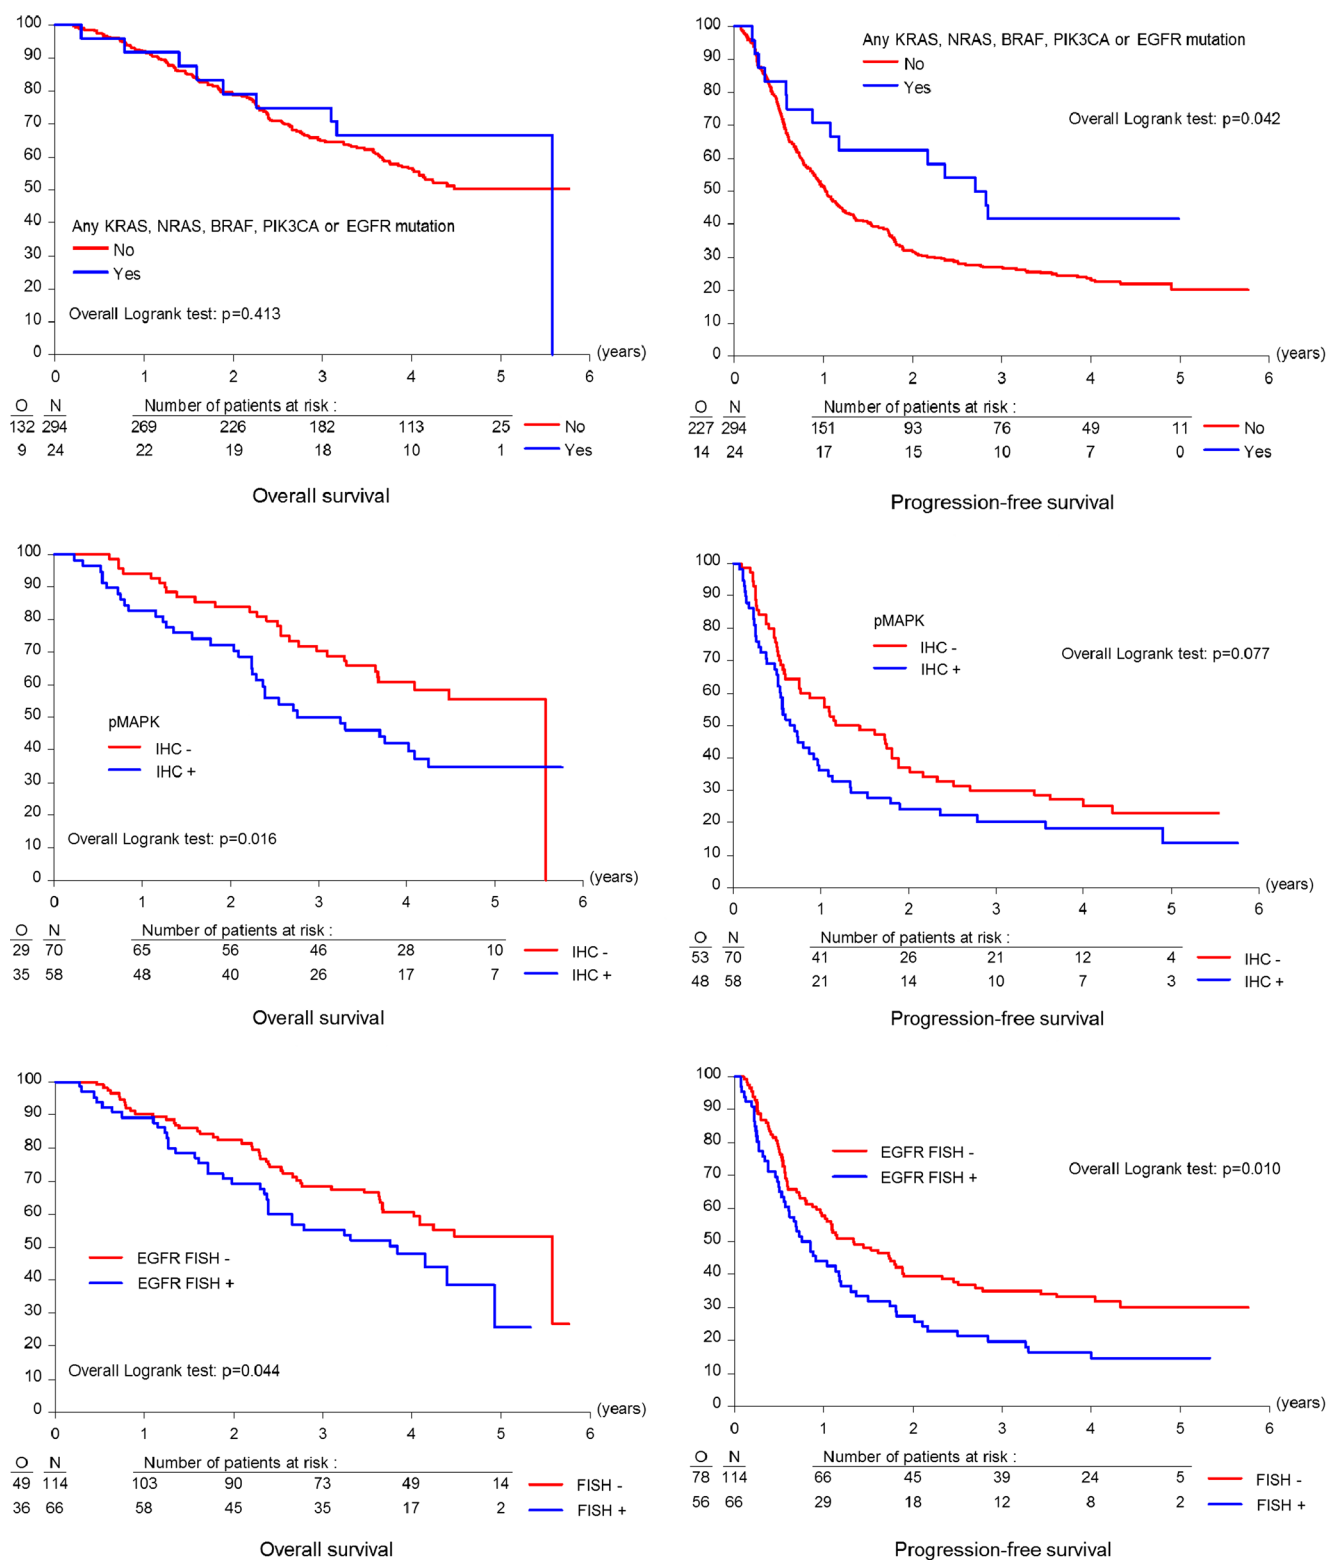 100
90
80
70
60
50
40
30
20
10
0
Any KRAS, NRAS, BRAF, PIK3CA or EGFR mutation
No
Yes
Overall Logrank test: p=0.413
(years)
0 1 2 3 4 5 6
O N Number of patients at risk :
132 294 269 226 182 113 25 No
9 24 22 19 18 10 1 Yes
Overall survival
100
90
80
70
60
50
40
30
20
10
0
Any KRAS, NRAS, BRAF, PIK3CA or EGFR mutation
No
Yes
Overall Logrank test: p=0.042
(years)
0 1 2 3 4 5 6
O N Number of patients at risk :
227 294 151 93 76 49 11 No
14 24 17 15 10 7 0 Yes
Progression-free survival
100
90
80
70
60
50
40
30
20
10
0
pMAPK
IHC -
IHC +
Overall Logrank test: p=0.016
(years)
0 1 2 3 4 5 6
O N Number of patients at risk :
29 70 65 56 46 28 10 IHC -
35 58 48 40 26 17 7 IHC +
Overall survival
100
90
80
70
60
50
40
30
20
10
0
pMAPK
IHC -
IHC +
Overall Logrank test: p=0.077
(years)
0 1 2 3 4 5 6
O N Number of patients at risk :
53 70 41 26 21 12 4 IHC -
48 58 21 14 10 7 3 IHC +
Progression-free survival
100
90
80
70
60
50
40
30
20
10
0
EGFR FISH -
EGFR FISH +
Overall Logrank test: p=0.044
(years)
0 1 2 3 4 5 6
O N Number of patients at risk :
49 114 103 90 73 49 14 FISH -
36 66 58 45 35 17 2 FISH +
Overall survival
100
90
80
70
60
50
40
30
20
10
0
EGFR FISH -
EGFR FISH +
Overall Logrank test: p=0.010
(years)
0 1 2 3 4 5 6
O N Number of patients at risk :
78 114 66 45 39 24 5 FISH -
56 66 29 18 12 8 2 FISH +
Progression-free survival